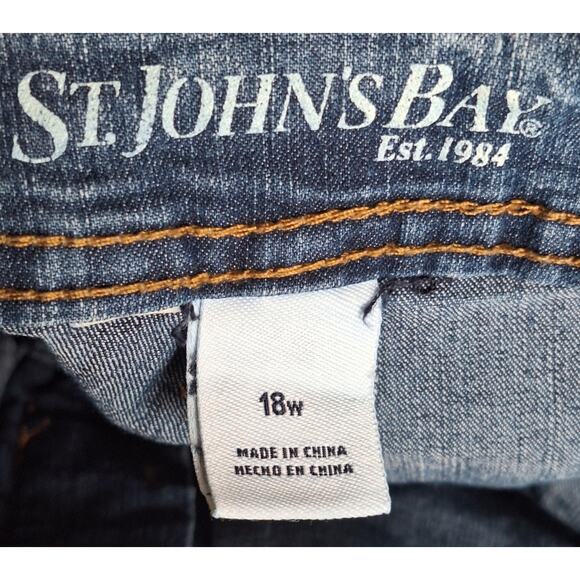 ST. JOHN'S BAY®
Est. 1984
18W
MADE IN CHINA
HECHO EN CHINA